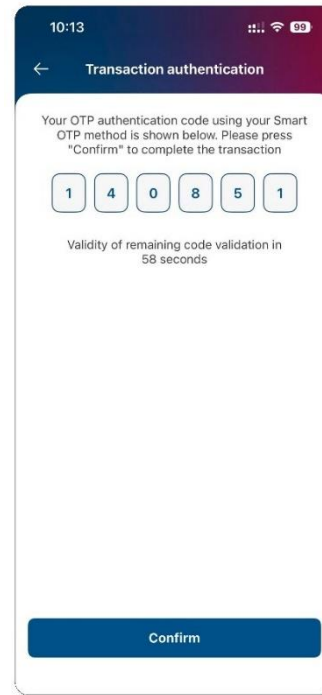 10:13
99
Transaction authentication
Your OTP authentication code using your Smart
OTP method is shown below. Please press
"Confirm" to complete the transaction
1 4 0 8 5 1
Validity of remaining code validation in
58 seconds
Confirm